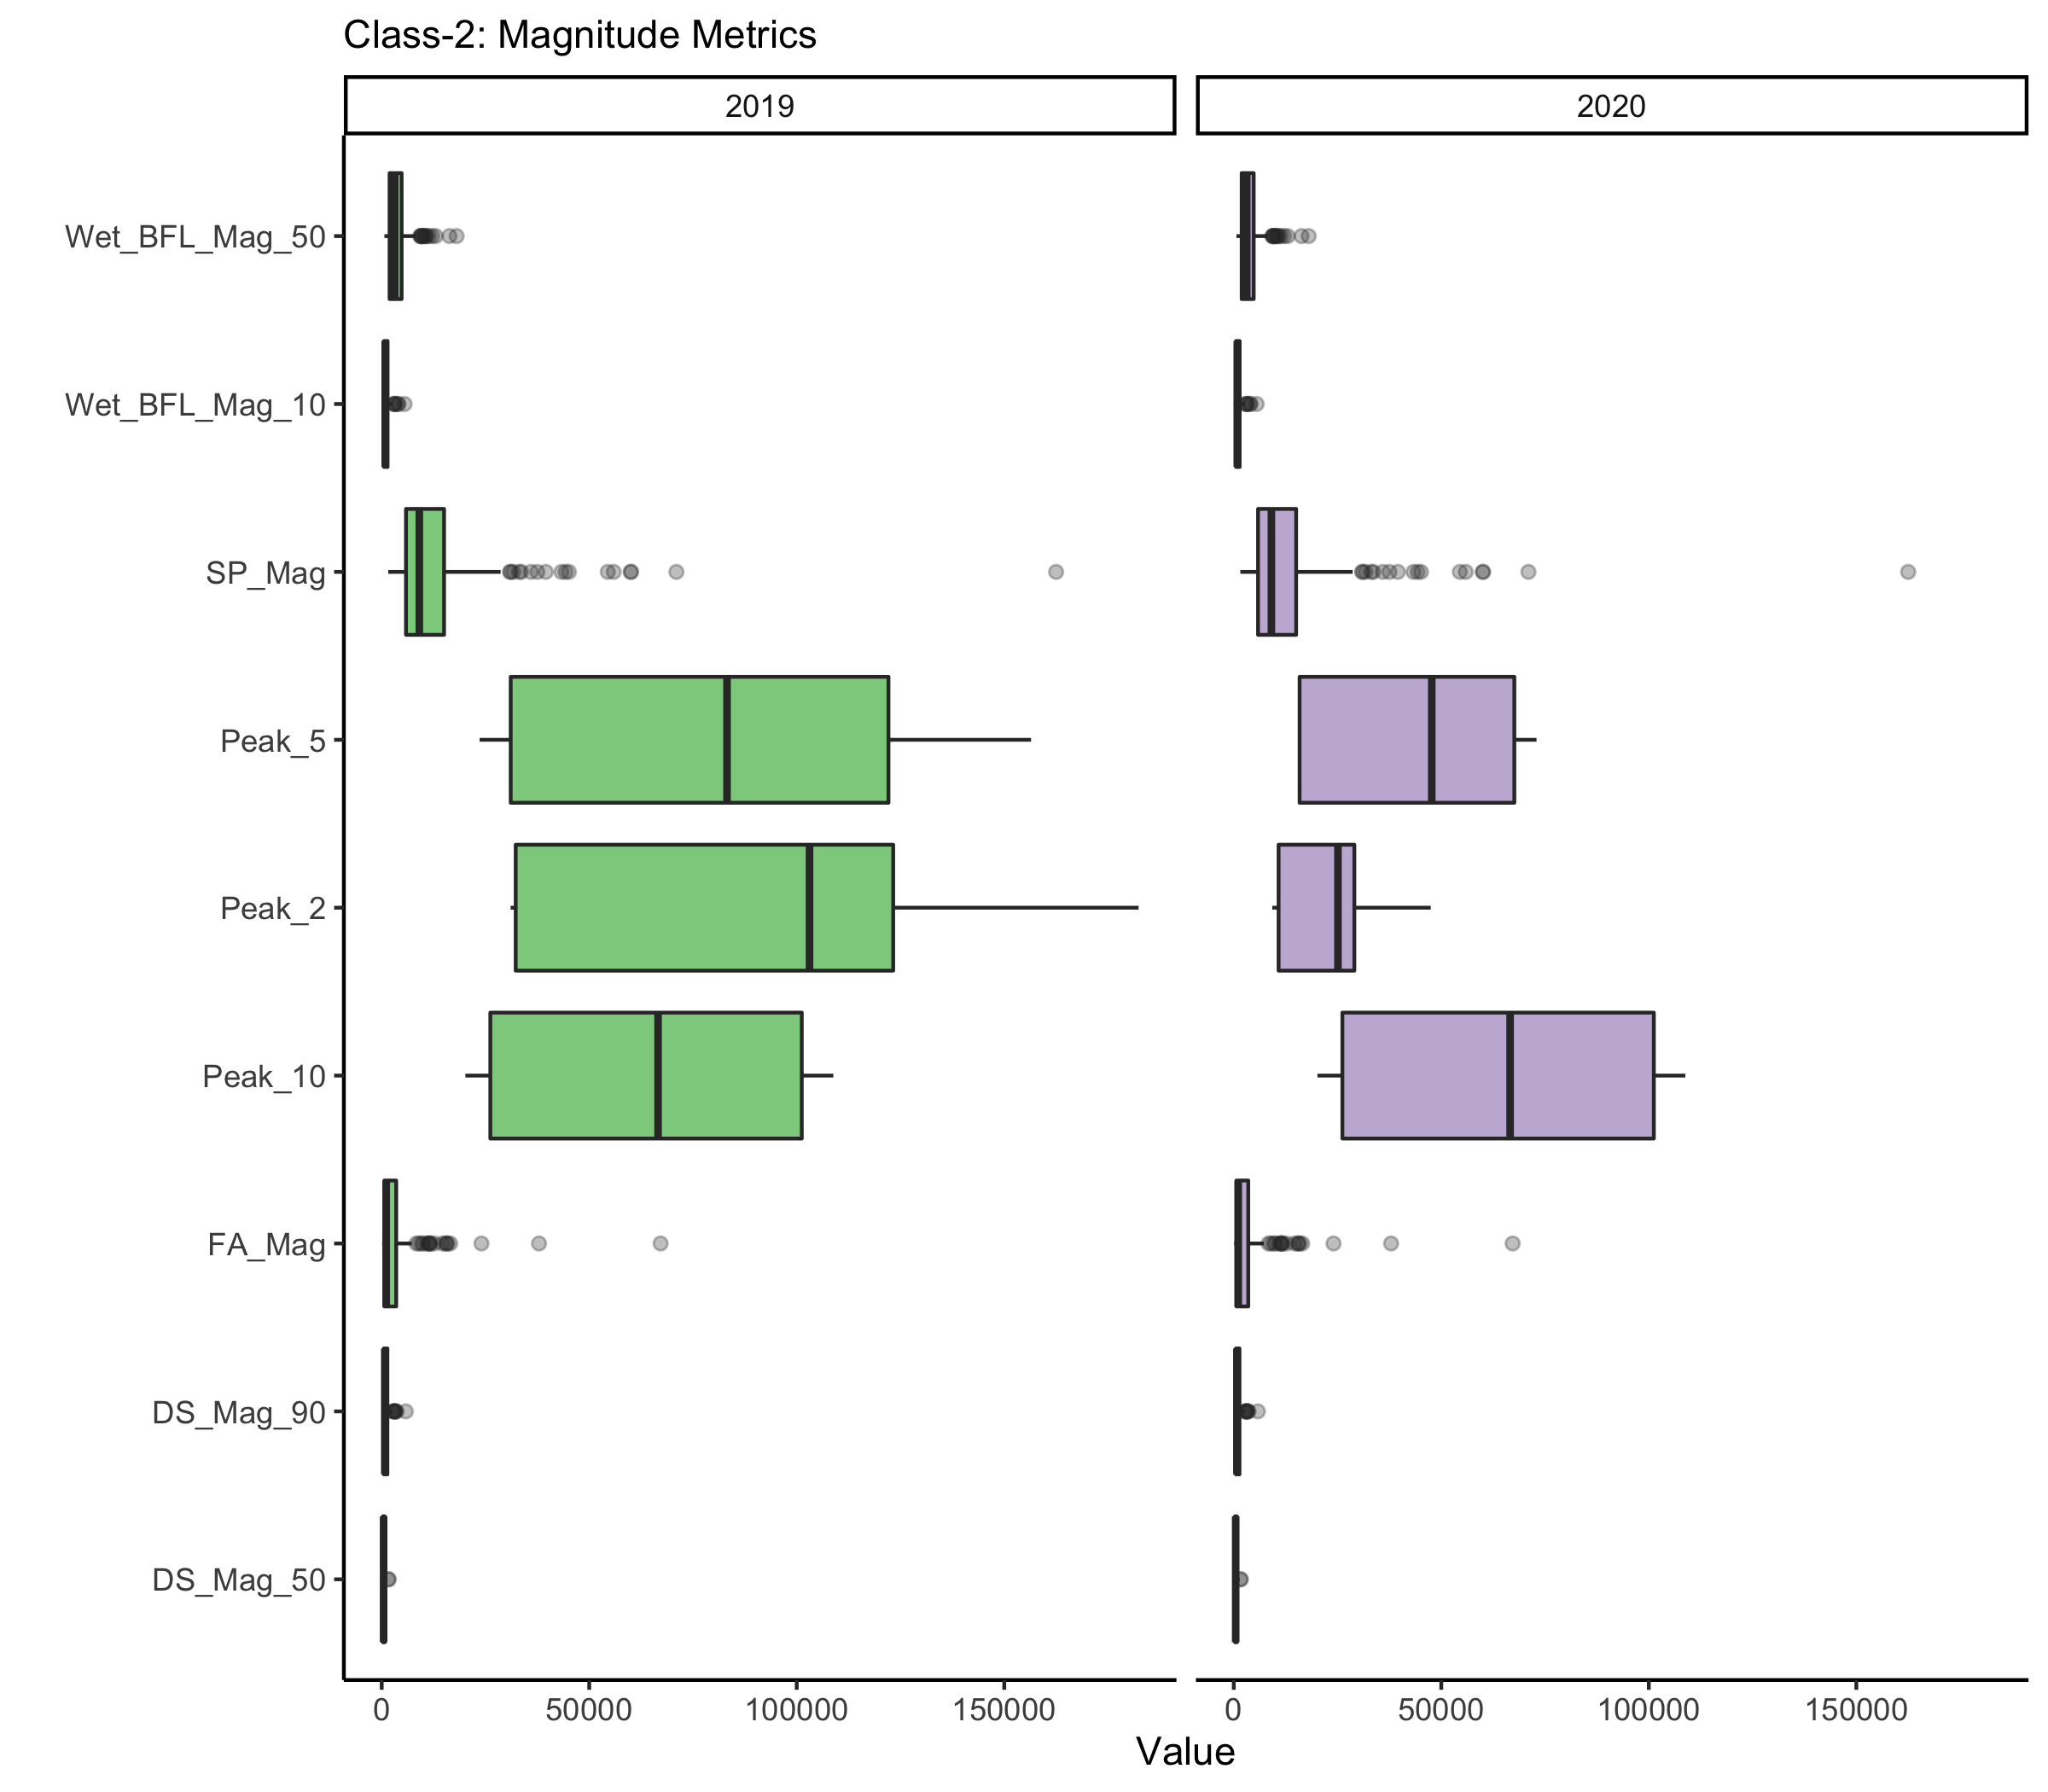 Class-2: Magnitude Metrics
2019 2020
Wet_BFL_Mag_50
Wet_BFL_Mag_10
SP_Mag
Peak_5
Peak_2
Peak_10
FA_Mag
DS_Mag_90
DS_Mag_50
0 50000 100000 150000 0 50000 100000 150000
Value